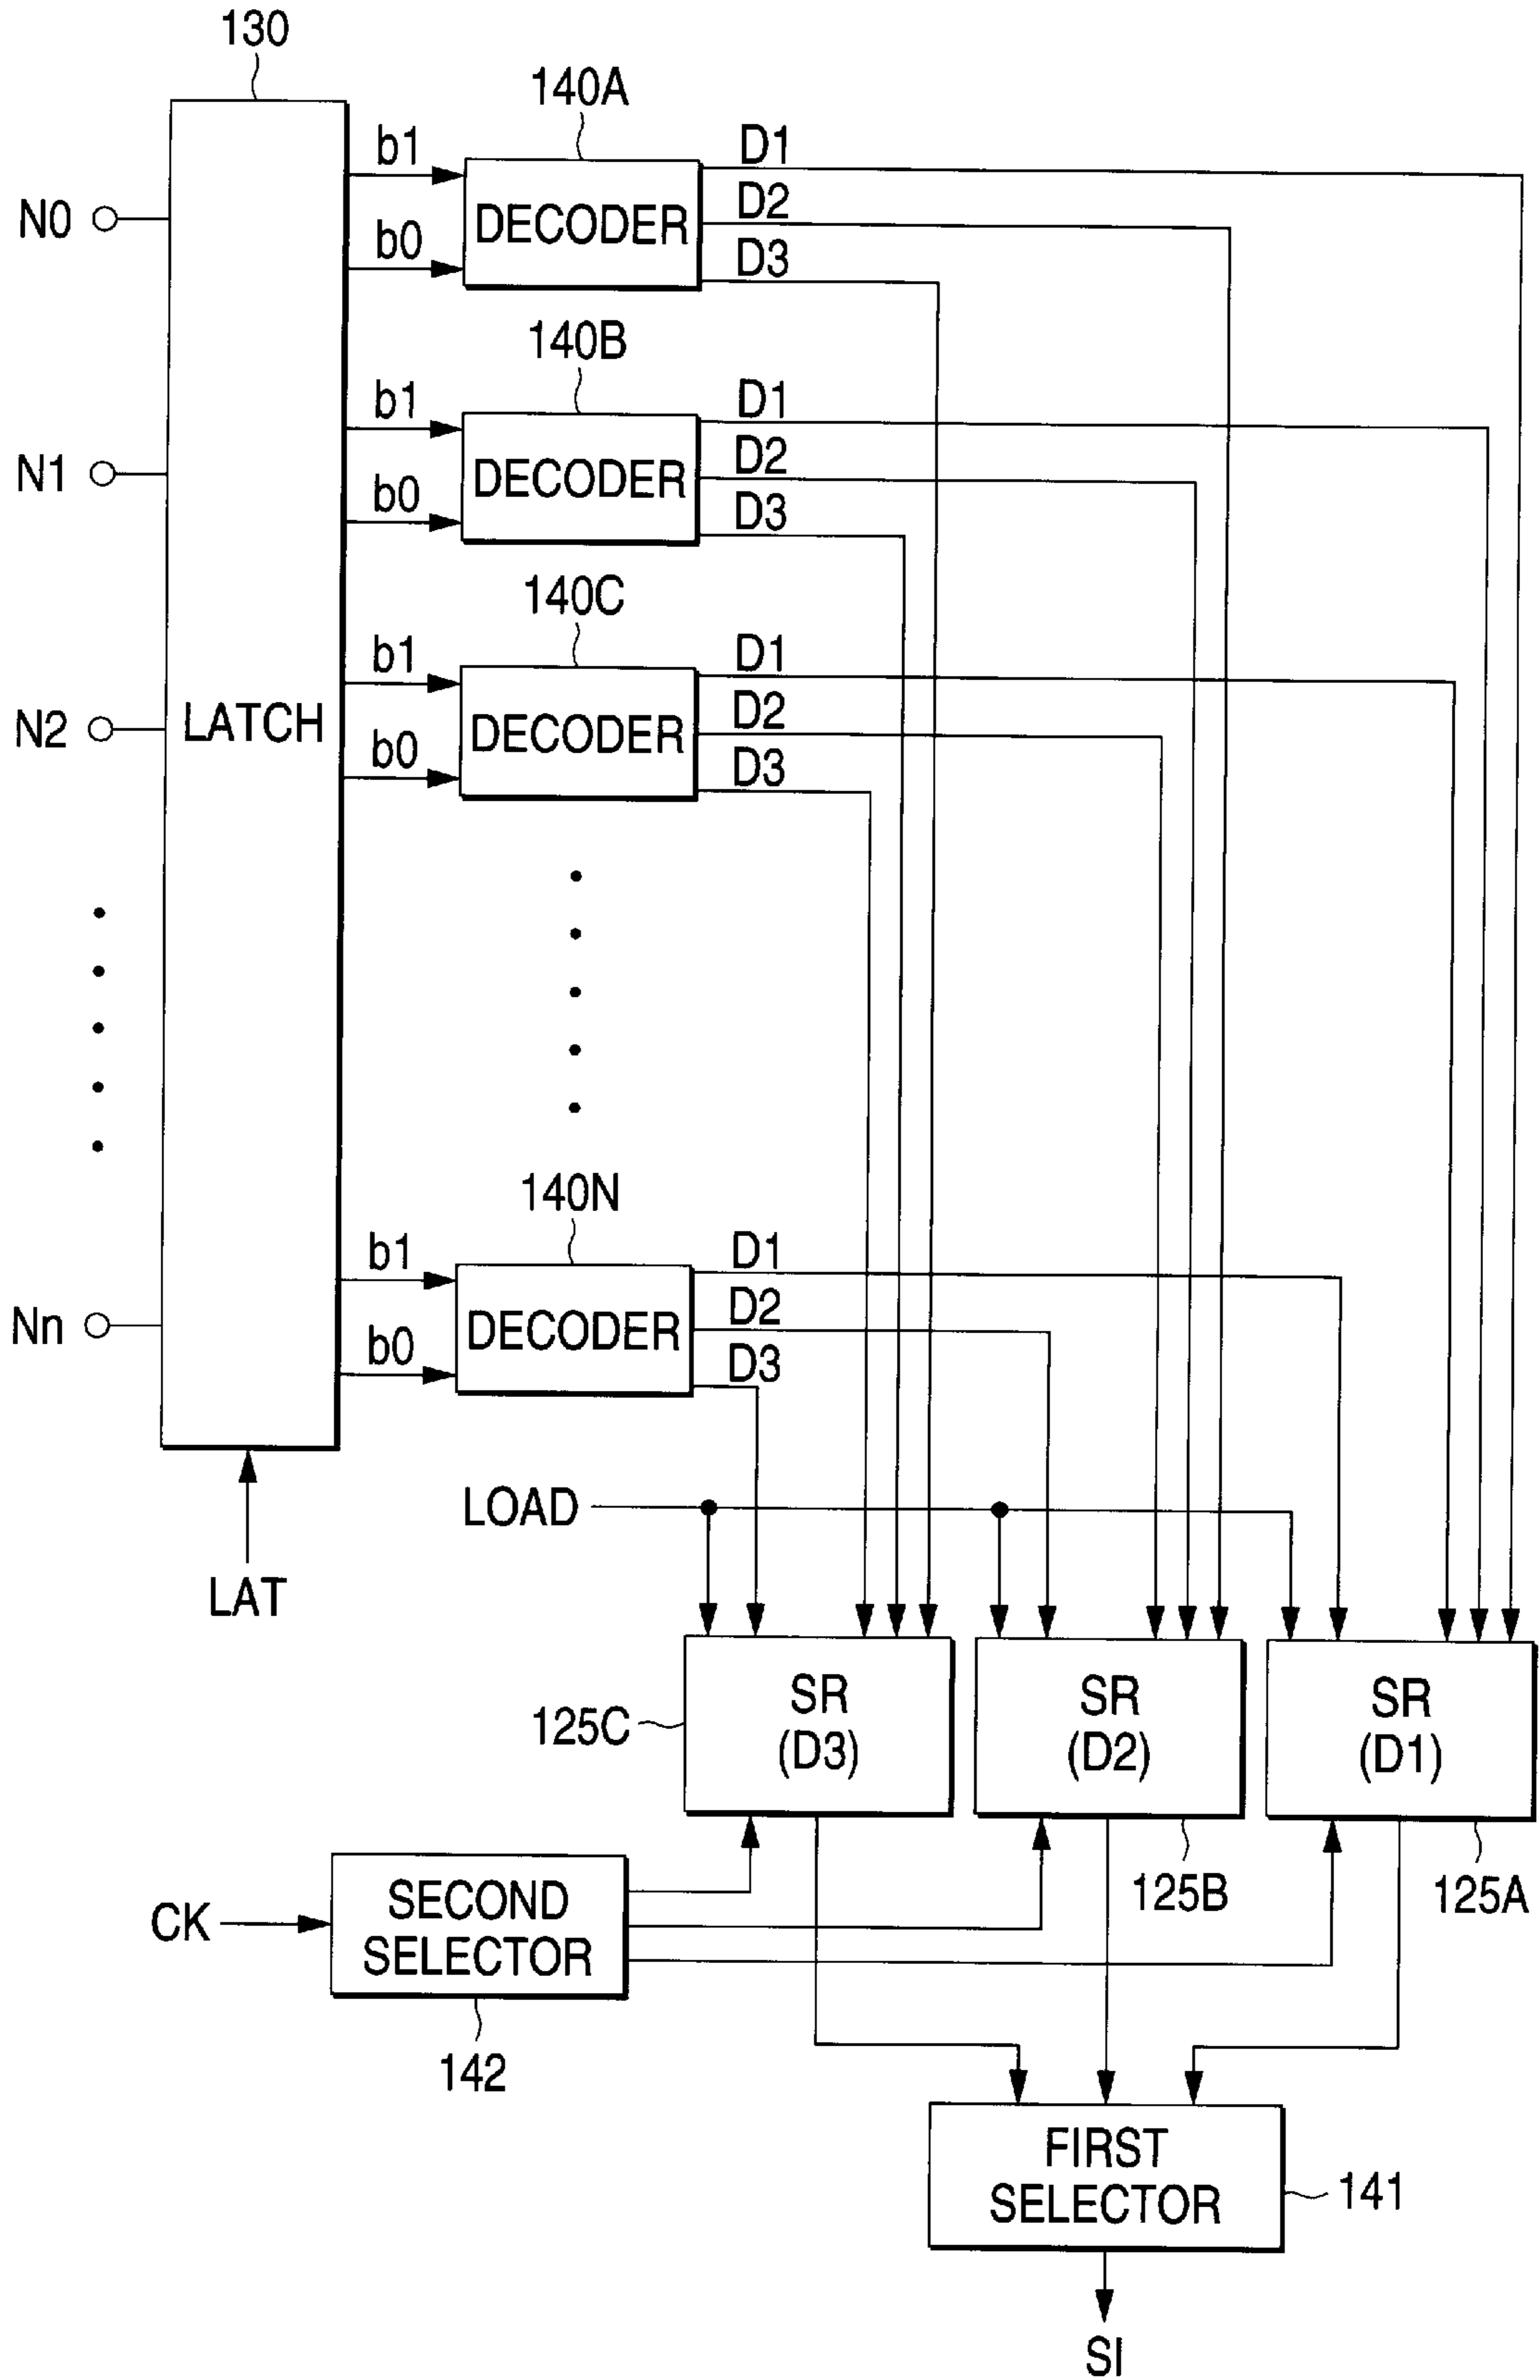 130
140A
b1
D1
N0
DECODER
D2
b0
D3
140B
b1
D1
N1
DECODER
D2
b0
D3
140C
b1
D1
N2
LATCH
DECODER
D2
b0
D3
140N
b1
D1
Nn
DECODER
D2
b0
D3
LOAD
LAT
125C
SR
(D3)
SR
(D2)
SR
(D1)
125B
125A
CK
SECOND
SELECTOR
142
FIRST
SELECTOR
141
SI